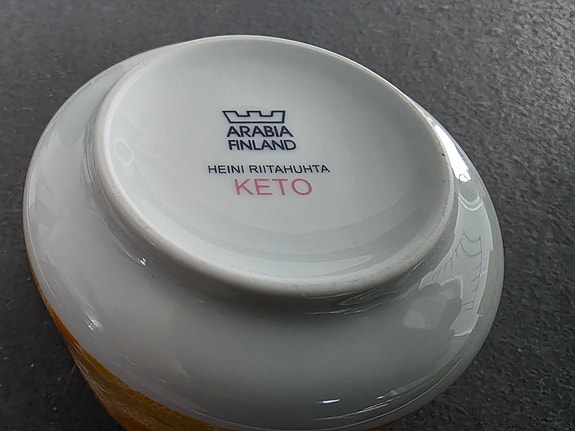 ARABIA
FINLAND
HEINI RIITAHUHTA
KETO